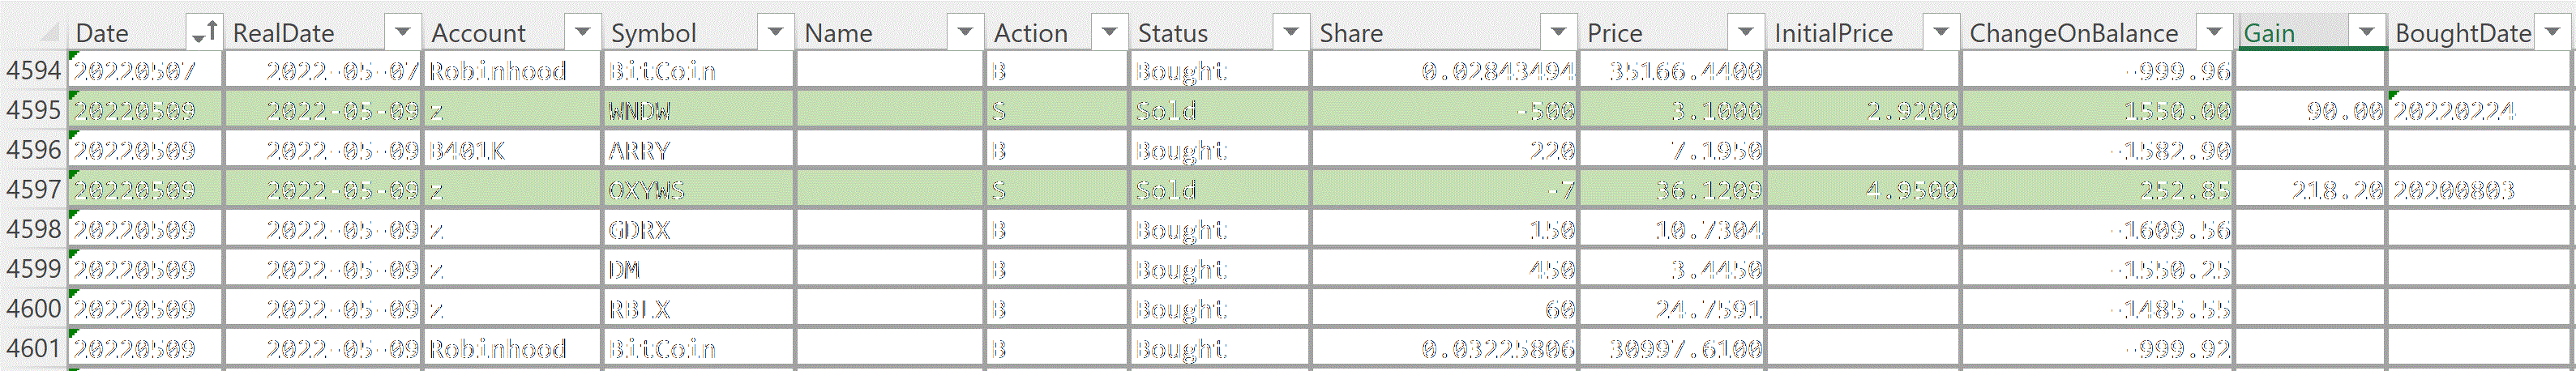 Date RealDate Account Symbol Name Action Status Share Price InitialPrice ChangeOnBalance Gain BoughtDate
4594 20220507 2022-05-07 Robinhood BitCoin B Bought 0.02843494 35166.4400 -999.96
4595 20220509 2022-05-09 z WNDW S Sold -500 3.1000 2.9200 1550.00 90.00 20220224
4596 20220509 2022-05-09 B401K ARRY B Bought 220 7.1950 -1582.90
4597 20220509 2022-05-09 z OXYWS S Sold -7 36.1209 4.9500 252.85 218.20 20200803
4598 20220509 2022-05-09 z GDRX B Bought 150 10.7304 -1609.56
4599 20220509 2022-05-09 z DM B Bought 450 3.4450 -1550.25
4600 20220509 2022-05-09 z RBLX B Bought 60 24.7591 -1485.55
4601 20220509 2022-05-09 Robinhood BitCoin B Bought 0.03225806 30997.6100 -999.92